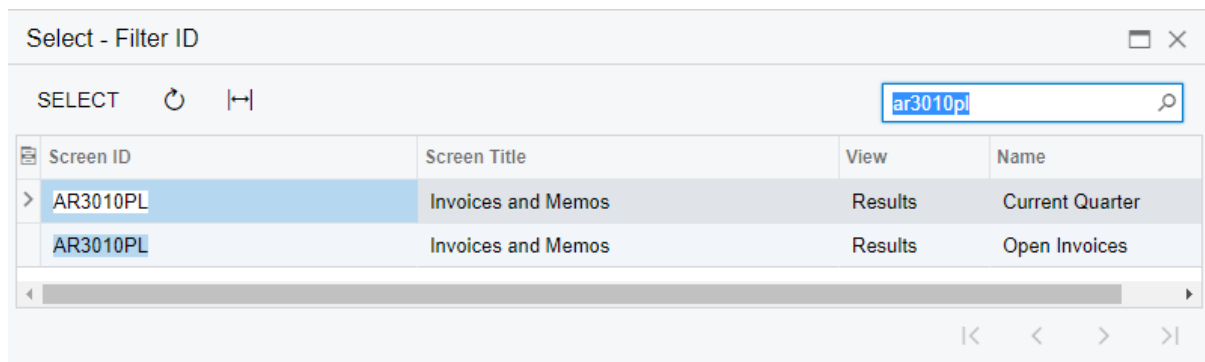 Select - Filter ID
SELECT
ar3010pl
Screen ID Screen Title View Name
AR3010PL Invoices and Memos Results Current Quarter
AR3010PL Invoices and Memos Results Open Invoices